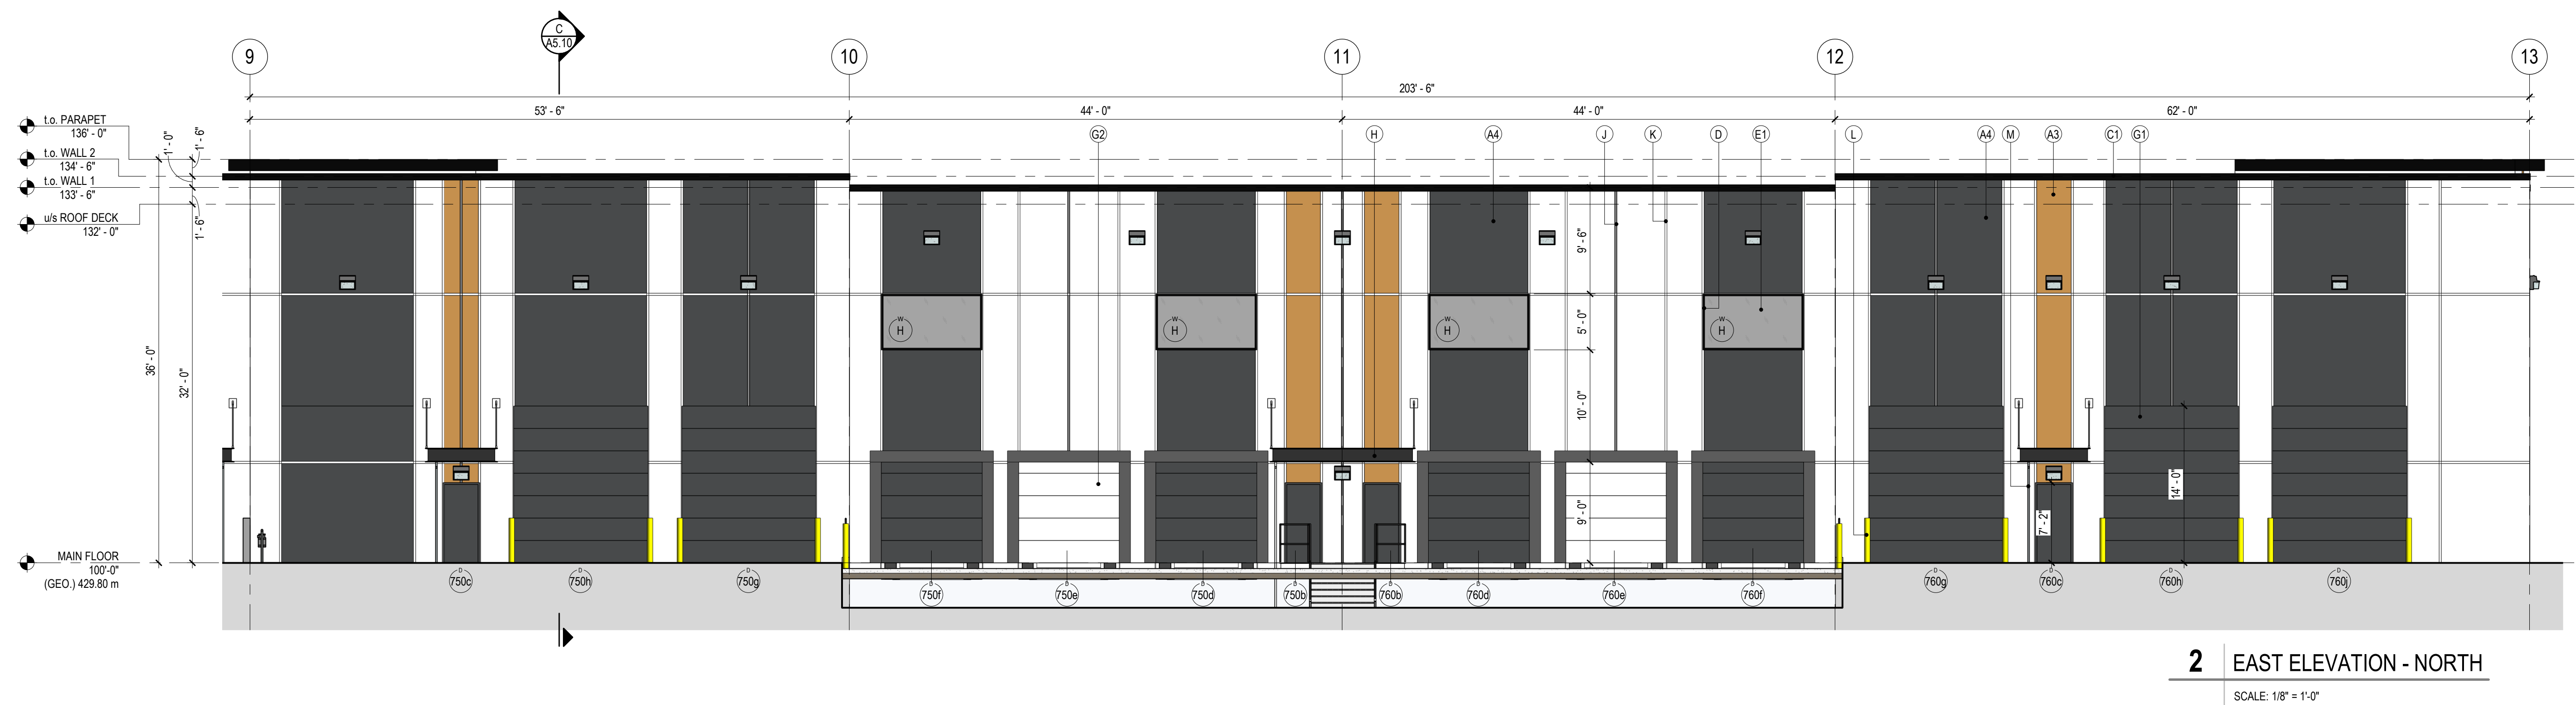 C
A5.10
9
10
11
12
13
203' - 6"
53' - 6"
44' - 0"
44' - 0"
62' - 0"
t.o. PARAPET
136' - 0"
t.o. WALL 2
134' - 6"
t.o. WALL 1
133' - 6"
u/s ROOF DECK
132' - 0"
1' - 0"
1' - 6"
1' - 6"
36' - 0"
32' - 0"
G2
H
A4
J
K
D
E1
L
A4
M
A3
C1
G1
9' - 6"
5' - 0"
10' - 0"
9' - 0"
W
H
W
H
W
H
W
H
14' - 0"
7' - 2"
MAIN FLOOR
100'-0"
(GEO.) 429.80 m
D
750c
D
750h
D
750g
D
750f
D
750e
D
750d
D
750b
D
760b
D
760d
D
760e
D
760f
D
760g
D
760c
D
760h
D
760j
2 EAST ELEVATION - NORTH
SCALE: 1/8" = 1'-0"